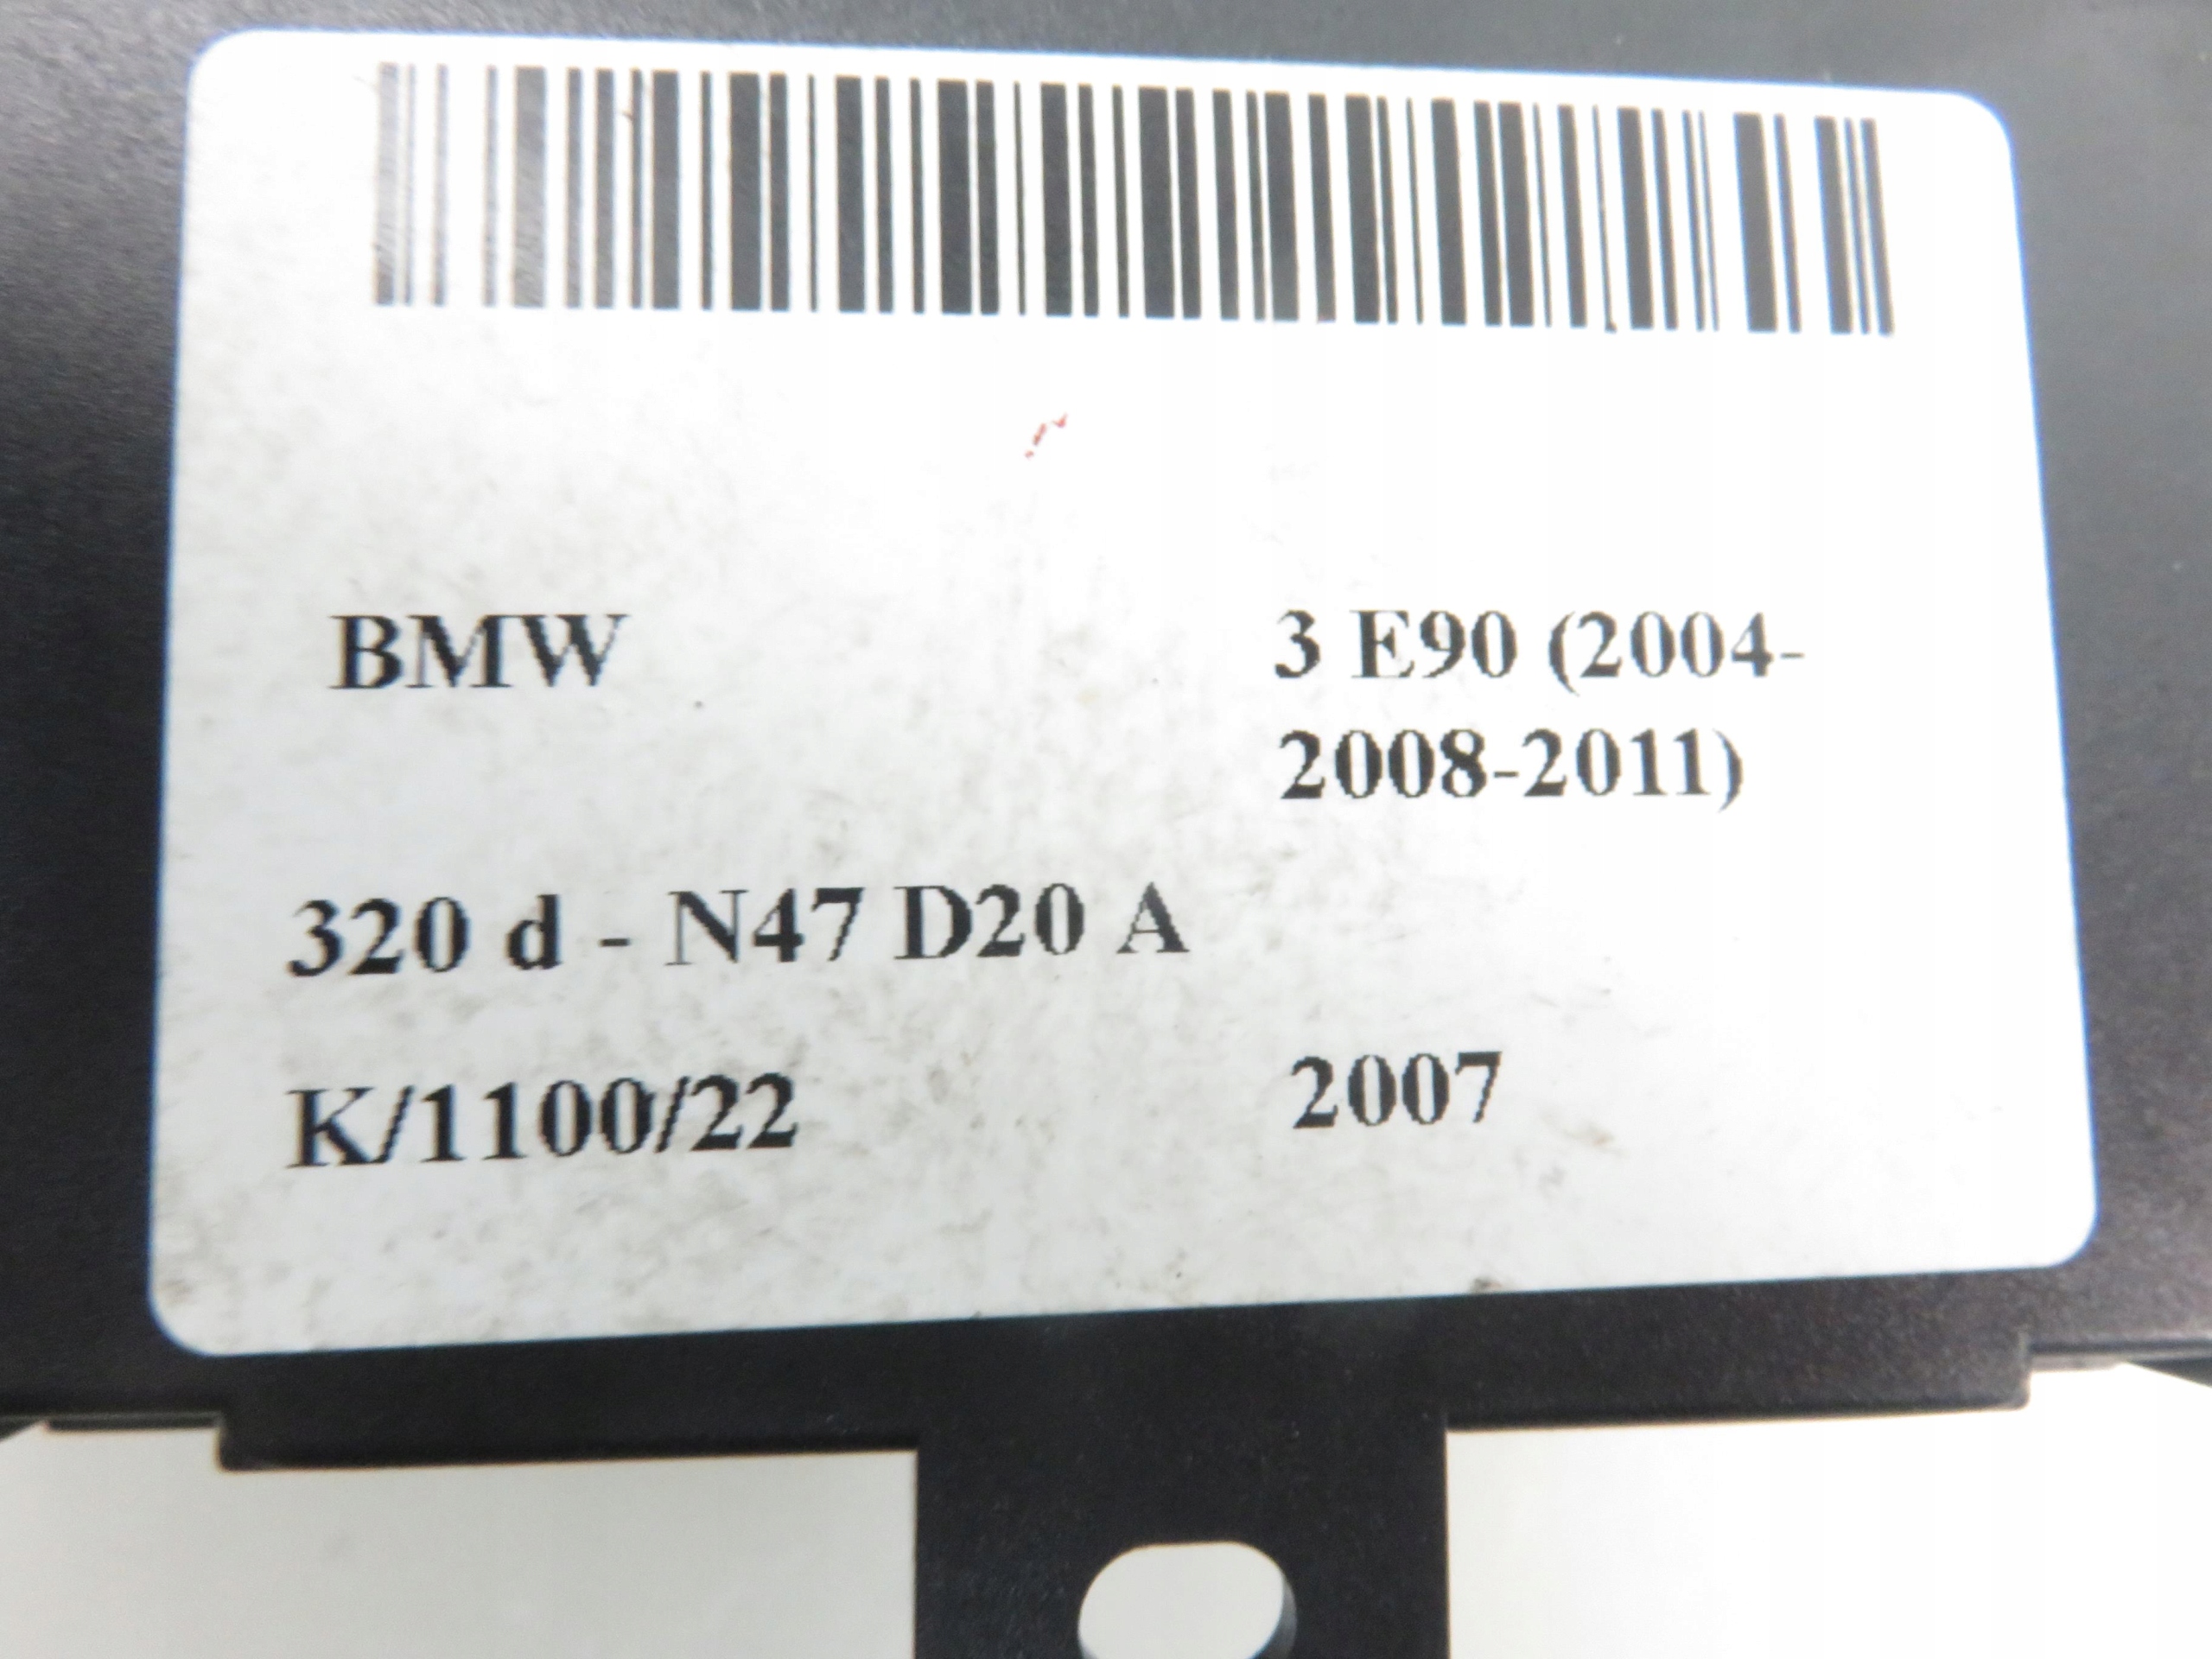 BMW 3 E90 (2004-
2008-2011)
320 d - N47 D20 A
K/1100/22 2007